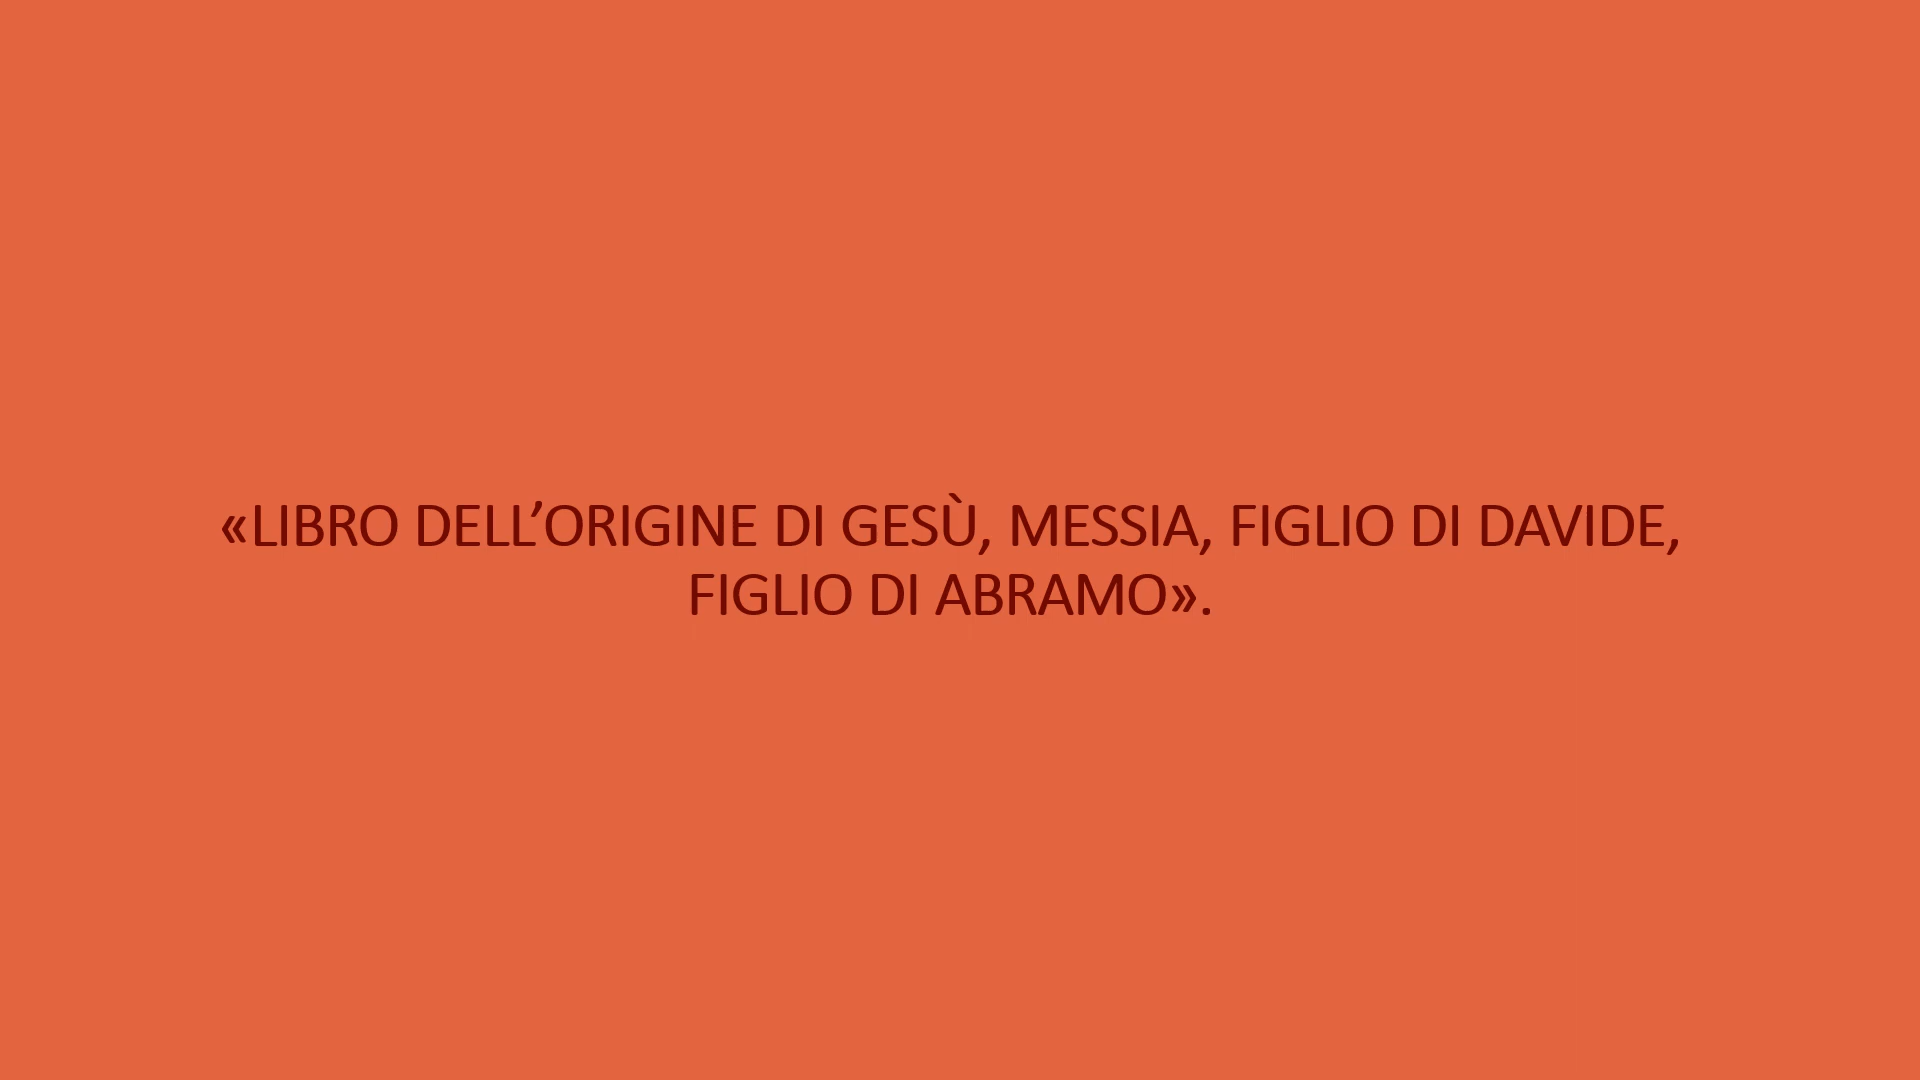 «LIBRO DELL’ORIGINE DI GESÙ, MESSIA, FIGLIO DI DAVIDE,
FIGLIO DI ABRAMO».